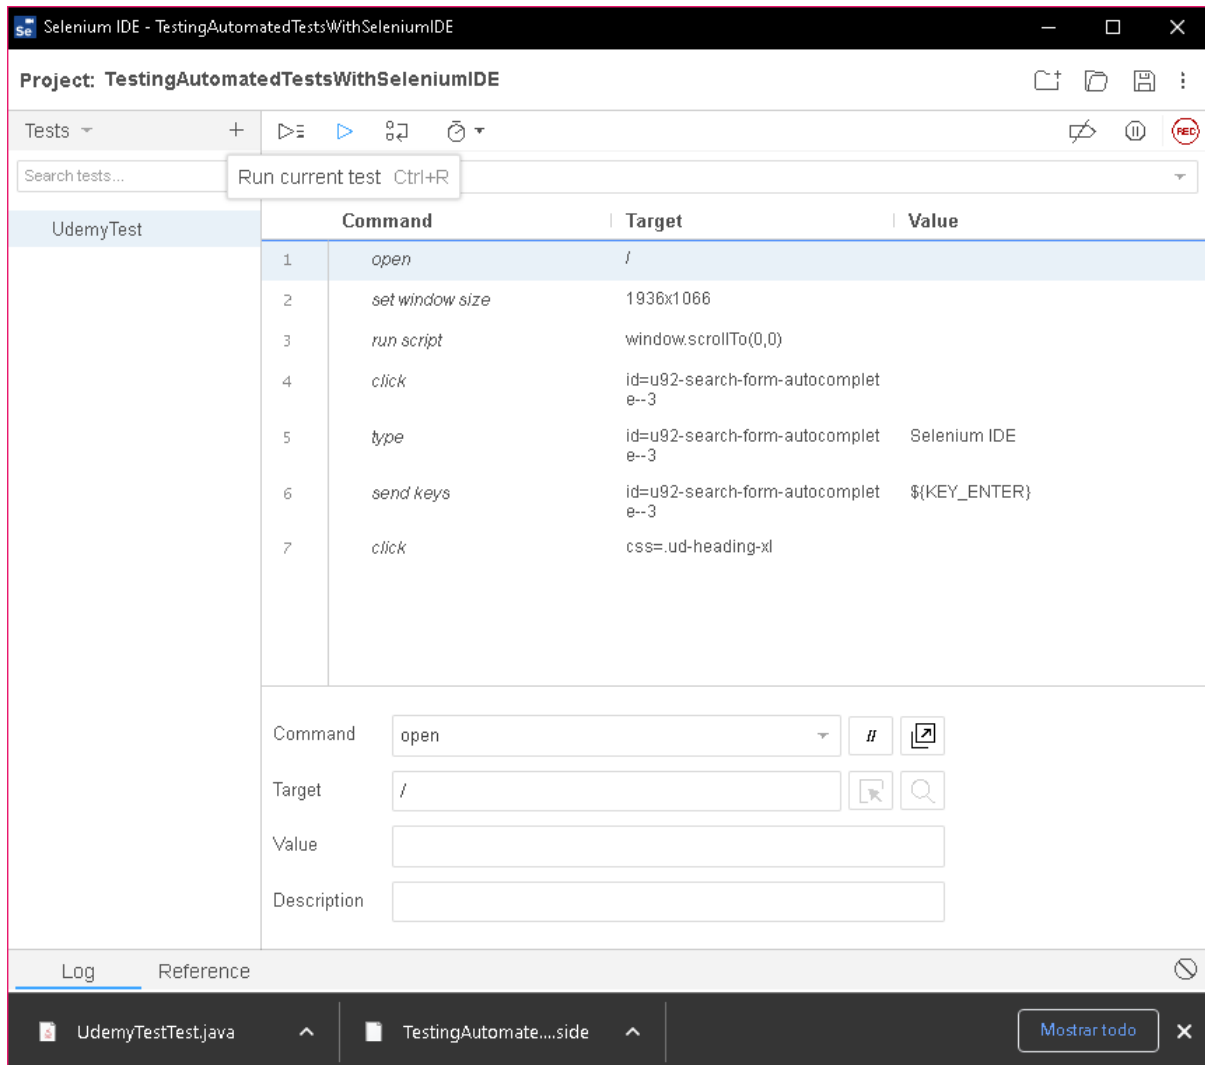 Se Selenium IDE - TestingAutomatedTestsWithSeleniumIDE
Project: TestingAutomatedTestsWithSeleniumIDE
Tests
REC
Search tests...
Run current test Ctrl+R
UdemyTest
Command Target Value
1 open /
2 set window size 1936x1066
3 run script window.scrollTo(0,0)
4 click id=u92-search-form-autocomplet
e--3
5 type id=u92-search-form-autocomplet Selenium IDE
e--3
6 send keys id=u92-search-form-autocomplet ${KEY_ENTER}
e--3
7 click css=.ud-heading-xl
Command open //
Target /
Value
Description
Log Reference
UdemyTestTest.java TestingAutomate....side Mostrar todo